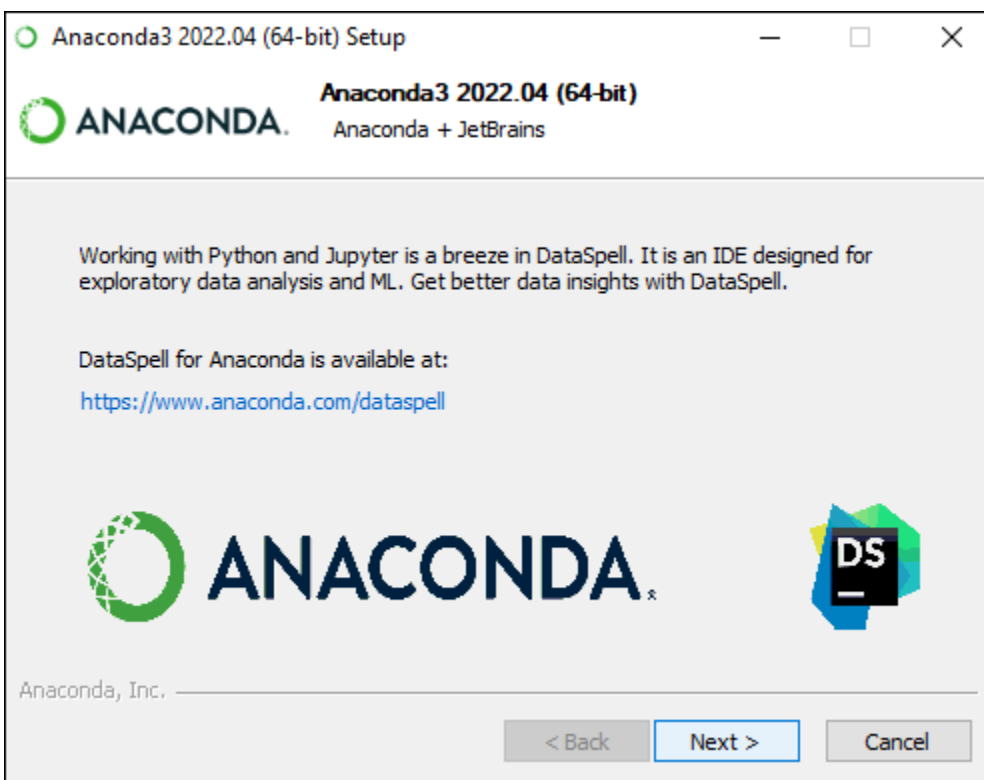 Anaconda3 2022.04 (64-bit) Setup
ANACONDA.
Anaconda3 2022.04 (64-bit)
Anaconda + JetBrains
Working with Python and Jupyter is a breeze in DataSpell. It is an IDE designed for
exploratory data analysis and ML. Get better data insights with DataSpell.
DataSpell for Anaconda is available at:
https://www.anaconda.com/dataspell
ANACONDA.
DS
Anaconda, Inc.
< Back
Next >
Cancel